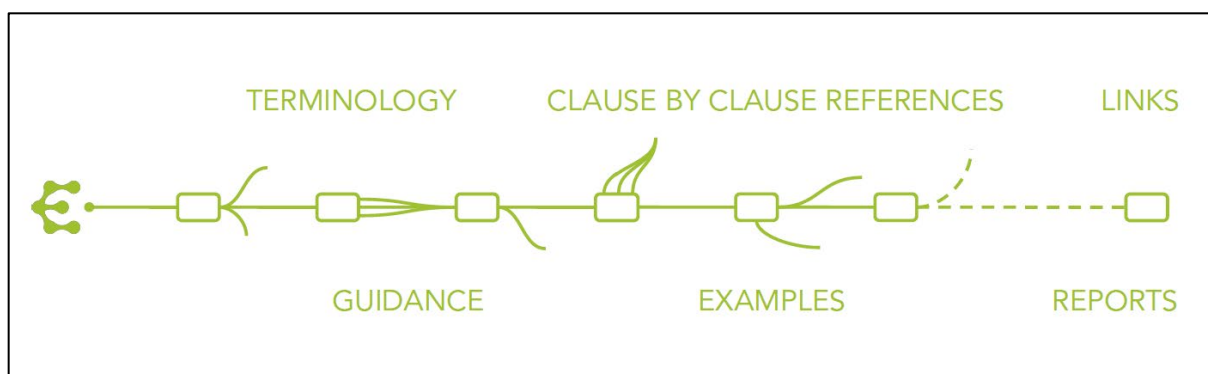 TERMINOLOGY
CLAUSE BY CLAUSE REFERENCES
LINKS
GUIDANCE
EXAMPLES
REPORTS